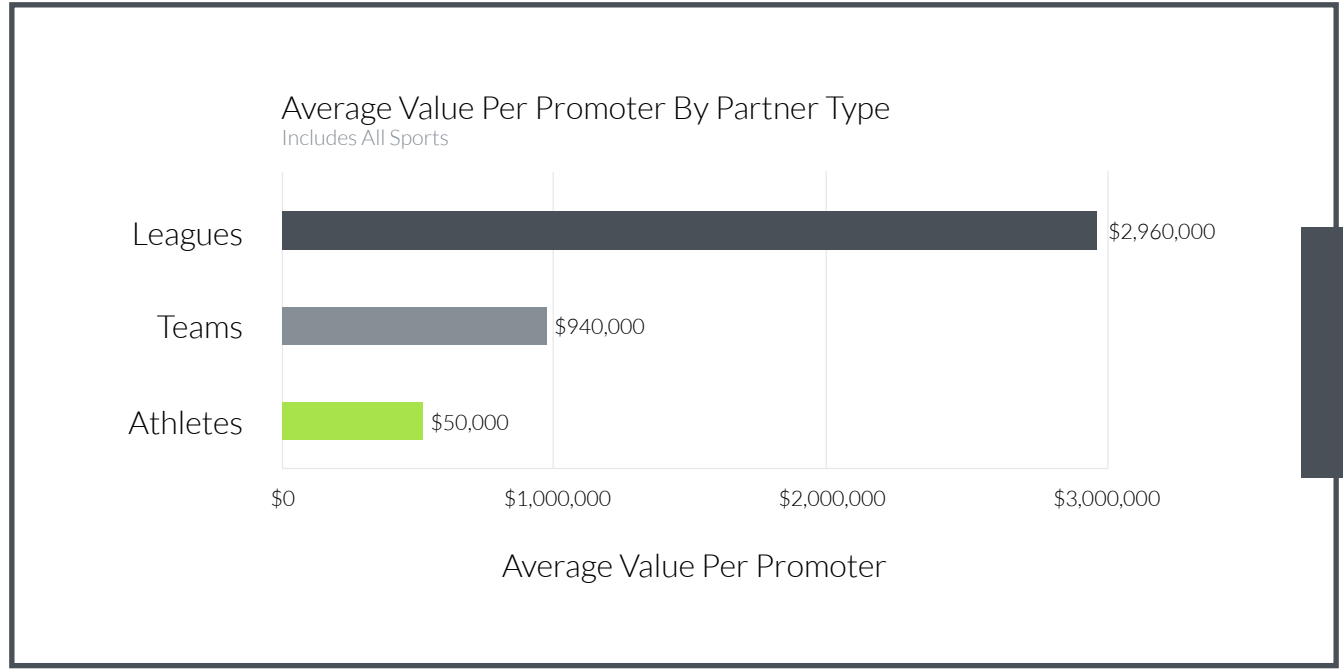 Average Value Per Promoter By Partner Type
Includes All Sports
Leagues
$2,960,000
Teams
$940,000
Athletes
$50,000
$0
$1,000,000
$2,000,000
$3,000,000
Average Value Per Promoter